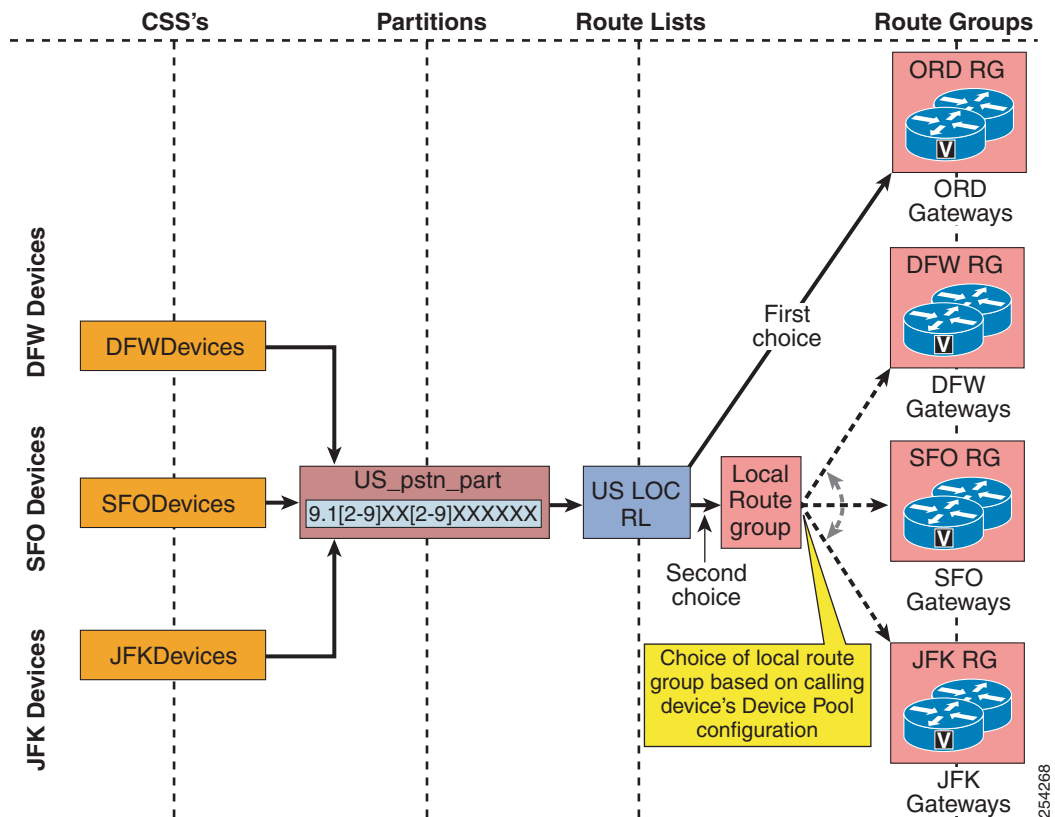 CSS's
Partitions
Route Lists
Route Groups
ORD RG
V
ORD
Gateways
DFW Devices
DFWDevices
First
choice
DFW RG
V
DFW
Gateways
SFO Devices
SFODevices
US_pstn_part
9.1[2-9]XX[2-9]XXXXXX
US LOC
RL
Second
choice
Local
Route
group
SFO RG
V
SFO
Gateways
JFK Devices
JFKDevices
Choice of local route
group based on calling
device's Device Pool
configuration
JFK RG
V
JFK
Gateways
254268